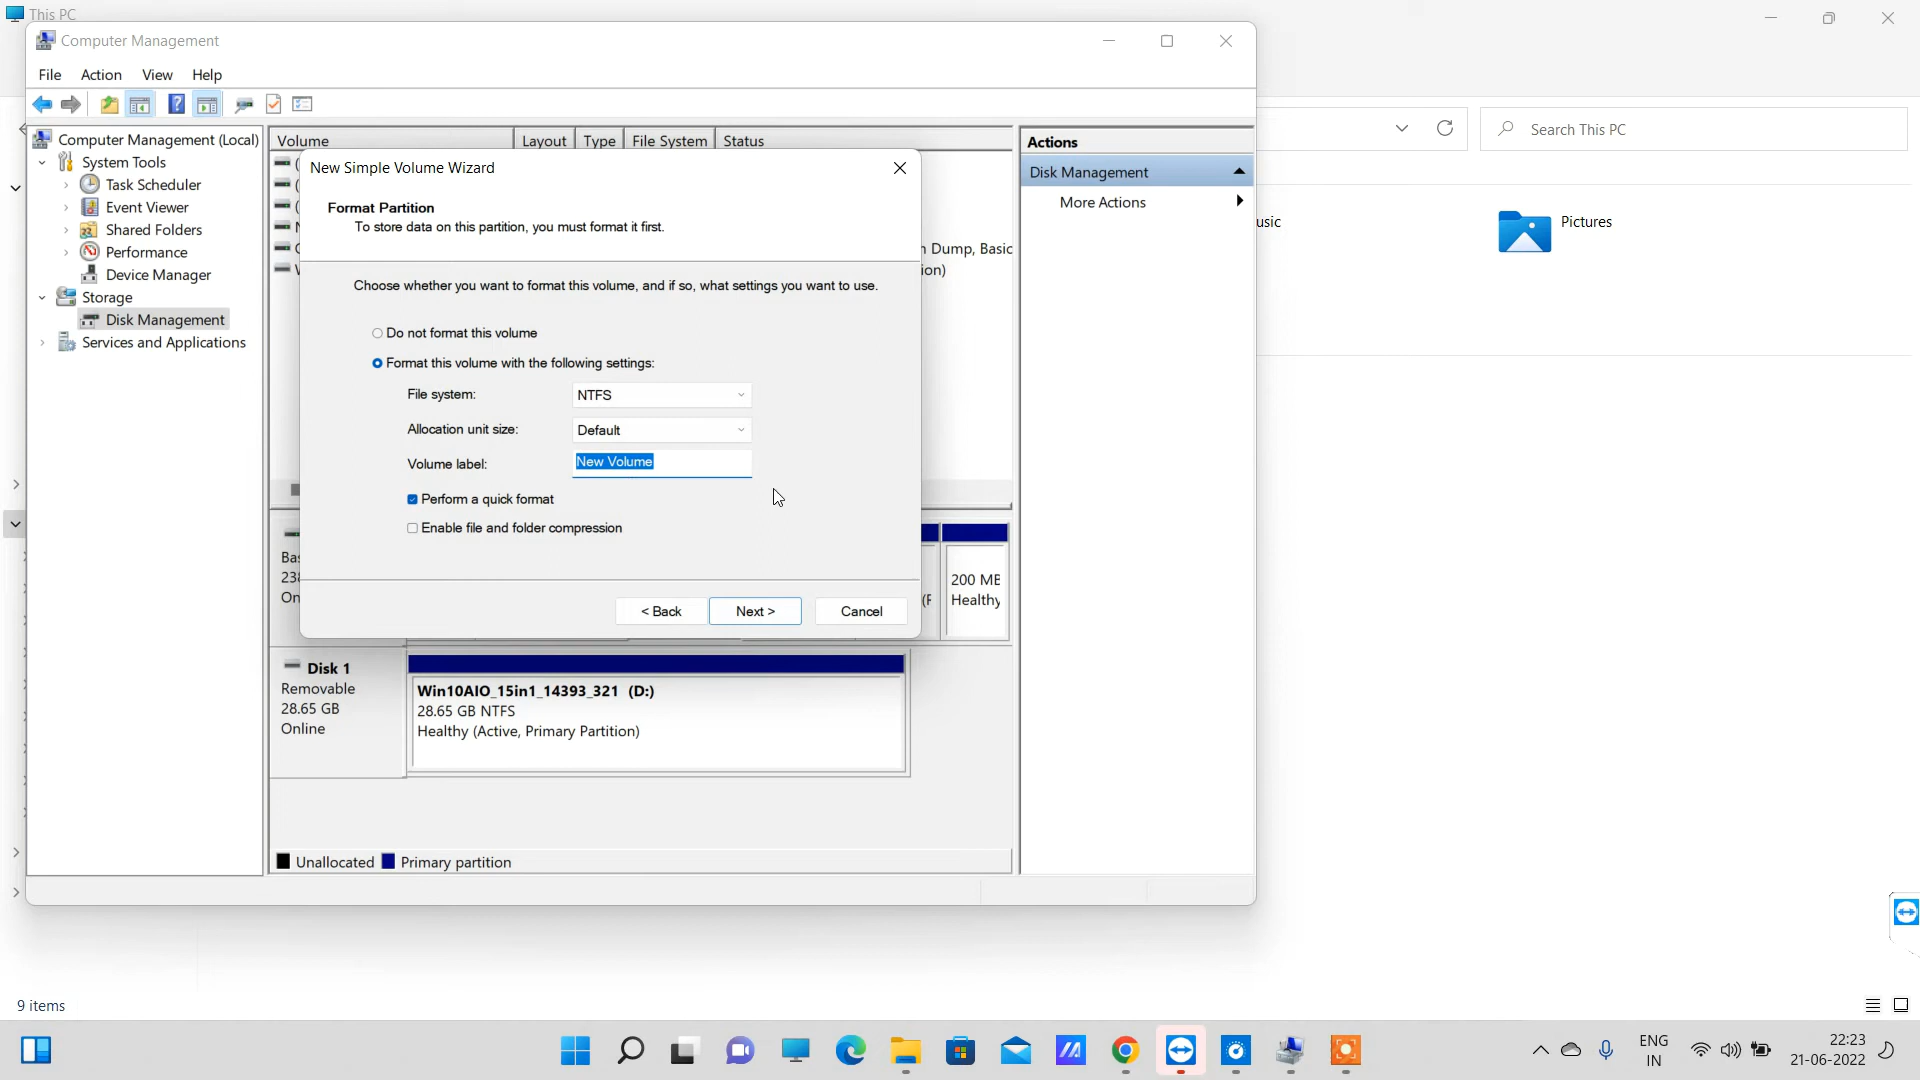 This PC
Computer Management
File Action View Help
Search This PC
Computer Management (Local)
System Tools
Task Scheduler
Event Viewer
Shared Folders
Performance
Device Manager
Storage
Disk Management
Services and Applications
Volume Layout Type File System Status
Dump, Basic
ion)
New Simple Volume Wizard
Format Partition
To store data on this partition, you must format it first.
Choose whether you want to format this volume, and if so, what settings you want to use.
Do not format this volume
Format this volume with the following settings:
File system: NTFS
Allocation unit size: Default
Volume label: New Volume
Perform a quick format
Enable file and folder compression
< Back Next > Cancel
Actions
Disk Management
More Actions
usic
Pictures
Bas
238
On
200 MB
Healthy
Disk 1
Removable
28.65 GB
Online
Win10AIO_15in1_14393_321 (D:)
28.65 GB NTFS
Healthy (Active, Primary Partition)
Unallocated Primary partition
9 items
ENG
IN
22:23
21-06-2022